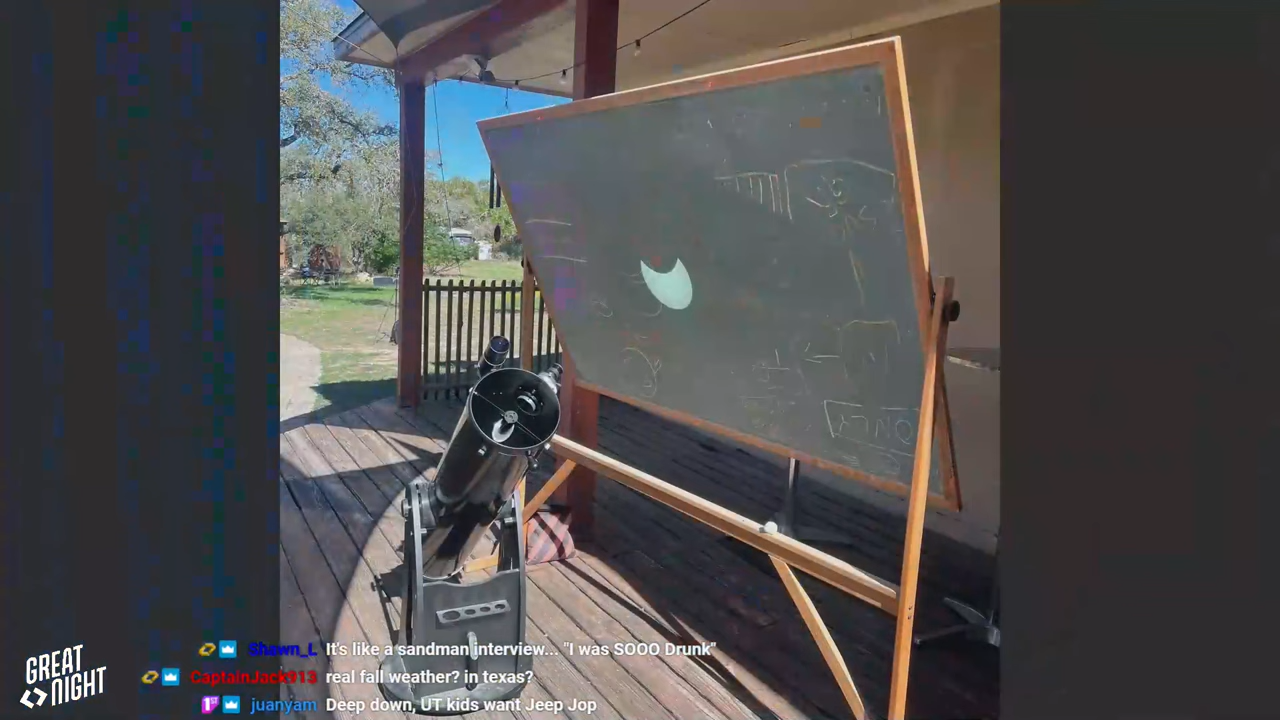 Shawn_L It's like a sandman interview... "I was SOOO Drunk"
CaptainJack913 real fall weather? in texas?
juanyam Deep down, UT kids want Jeep Jop
GREAT
NIGHT